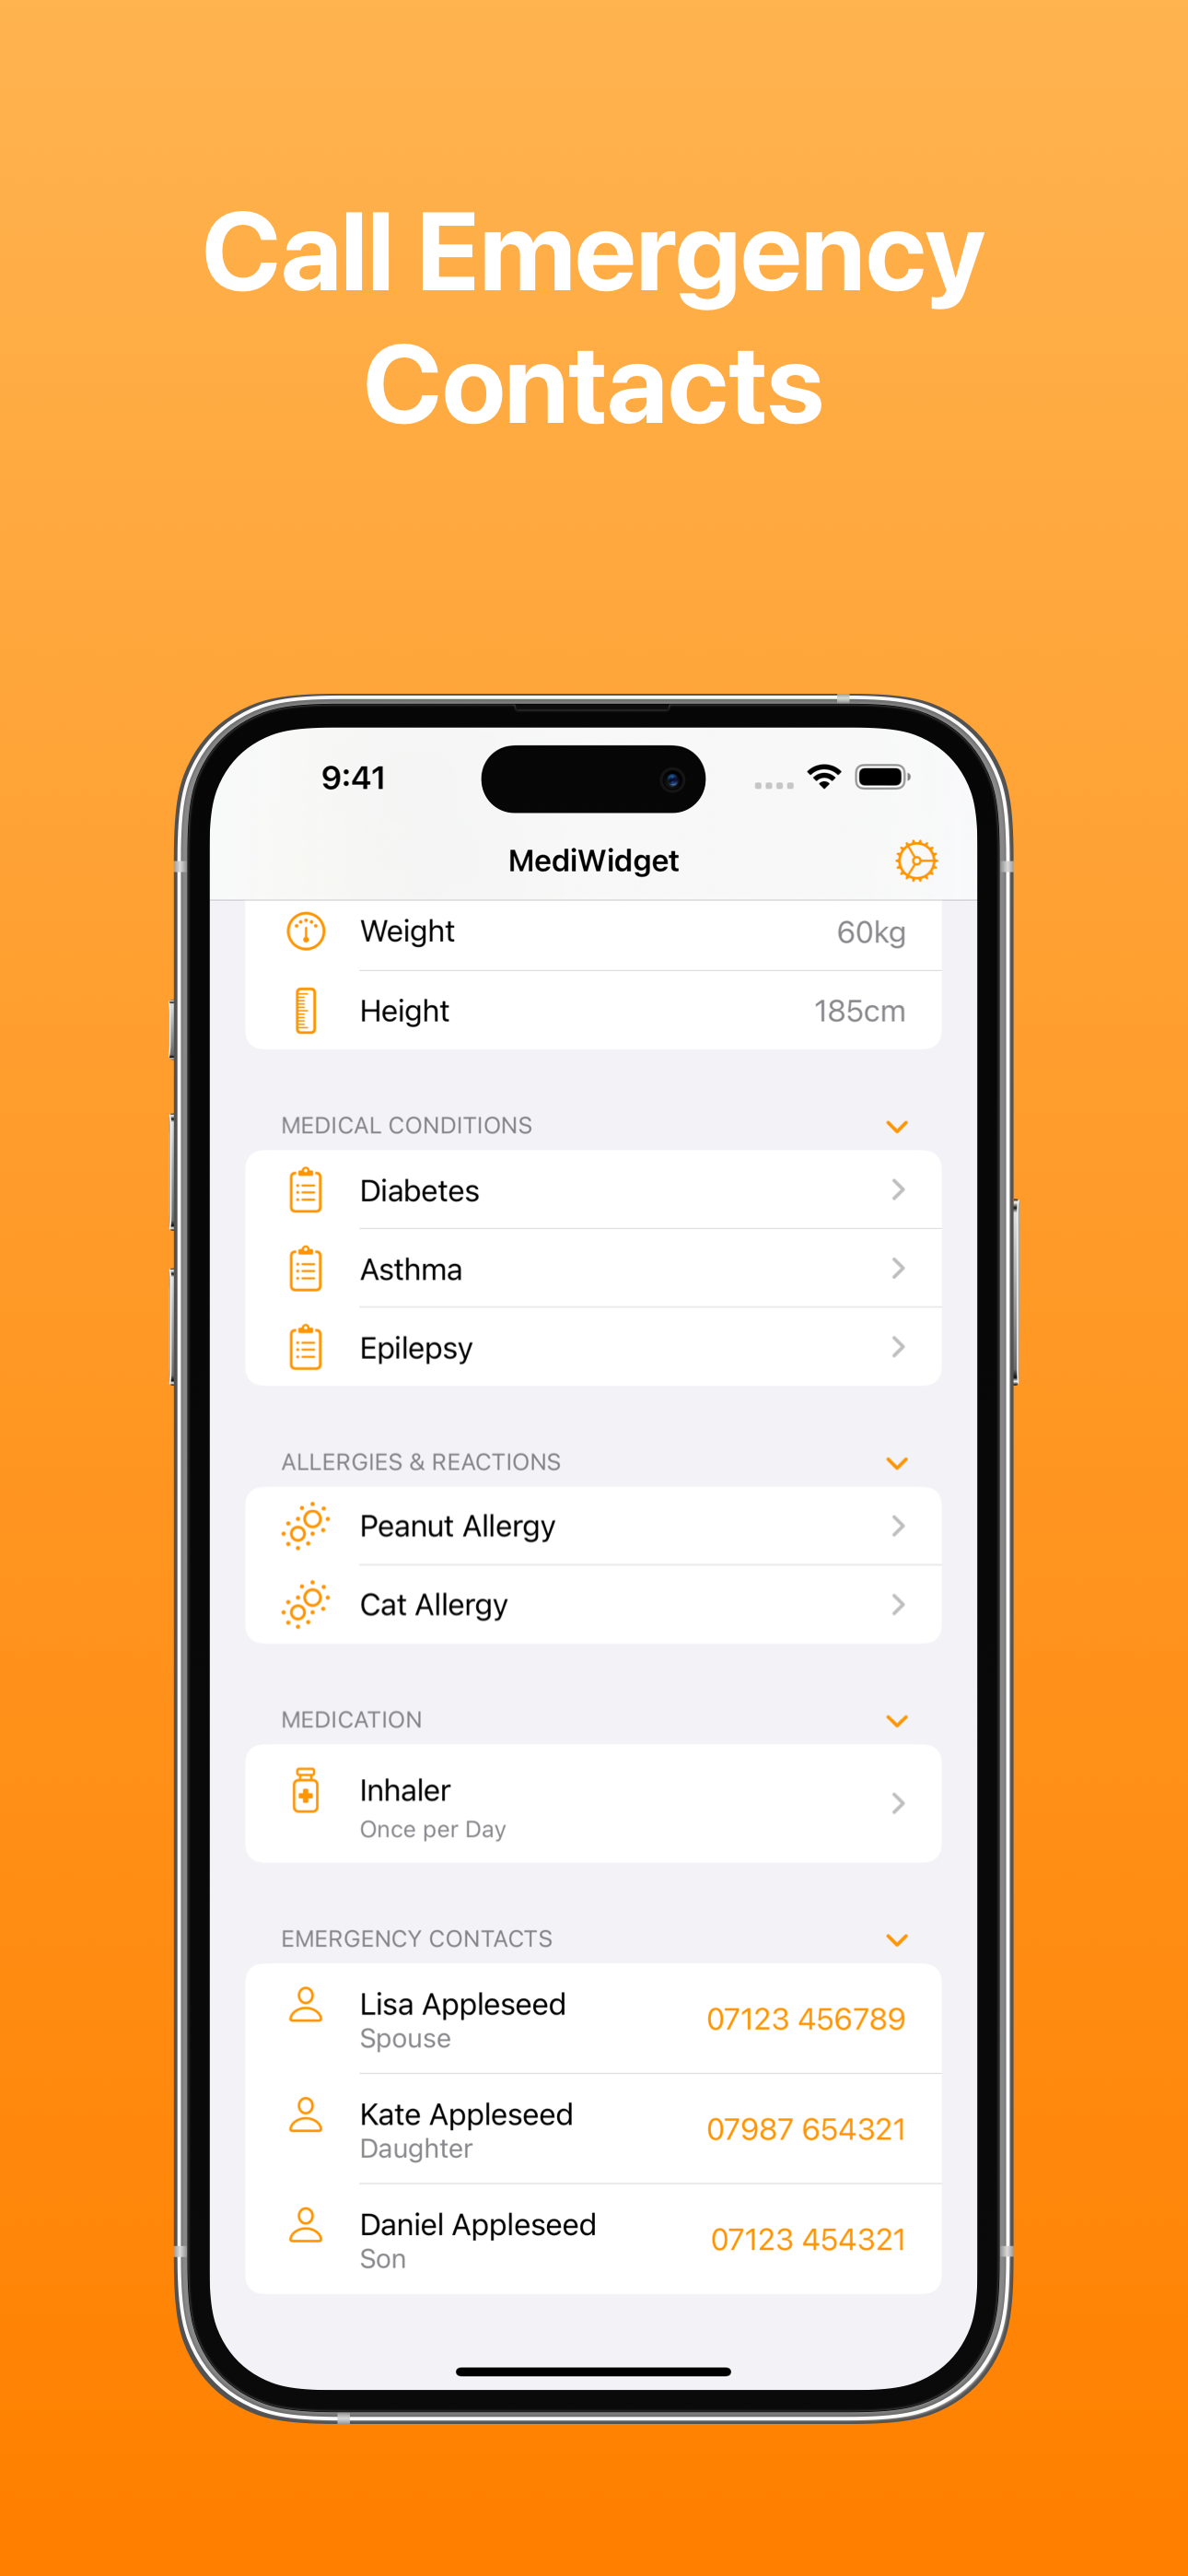 Call Emergency
Contacts
9:41
MediWidget
Weight 60kg
Height 185cm
MEDICAL CONDITIONS
Diabetes
Asthma
Epilepsy
ALLERGIES & REACTIONS
Peanut Allergy
Cat Allergy
MEDICATION
Inhaler
Once per Day
EMERGENCY CONTACTS
Lisa Appleseed 07123 456789
Spouse
Kate Appleseed 07987 654321
Daughter
Daniel Appleseed 07123 454321
Son